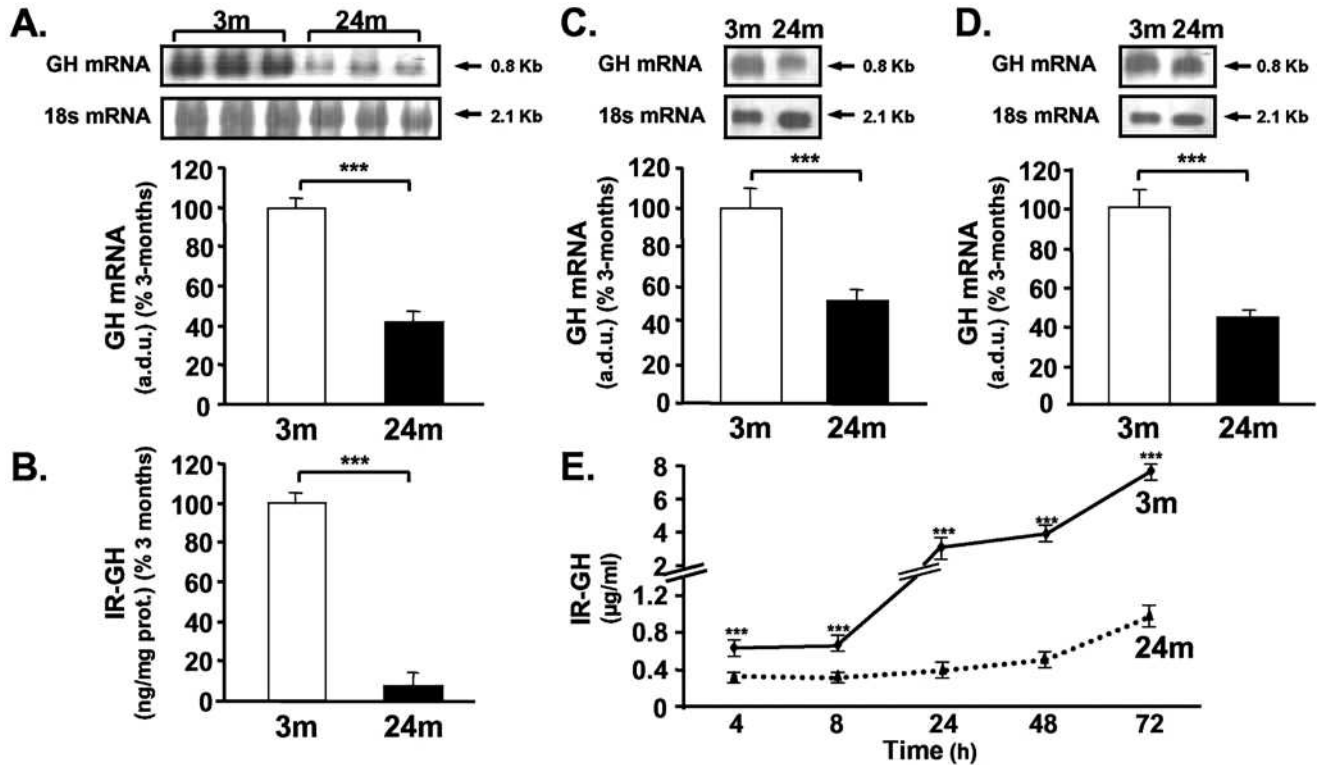 A.
3m 24m
GH mRNA 0.8 Kb
18s mRNA 2.1 Kb
***
120
100
80
60
40
20
0
GH mRNA
(a.d.u.) (% 3-months)
3m 24m
C.
3m 24m
GH mRNA 0.8 Kb
18s mRNA 2.1 Kb
***
120
100
80
60
40
20
0
GH mRNA
(a.d.u.) (% 3-months)
3m 24m
D.
3m 24m
GH mRNA 0.8 Kb
18s mRNA 2.1 Kb
***
120
100
80
60
40
20
0
GH mRNA
(a.d.u.) (% 3-months)
3m 24m
B.
***
120
100
80
60
40
20
0
IR-GH
(ng/mg prot.) (% 3 months)
3m 24m
E.
8
6
4
2
1.2
0.8
0.4
0
IR-GH
(µg/ml)
*** *** *** *** ***
3m
24m
4 8 24 48 72
Time (h)